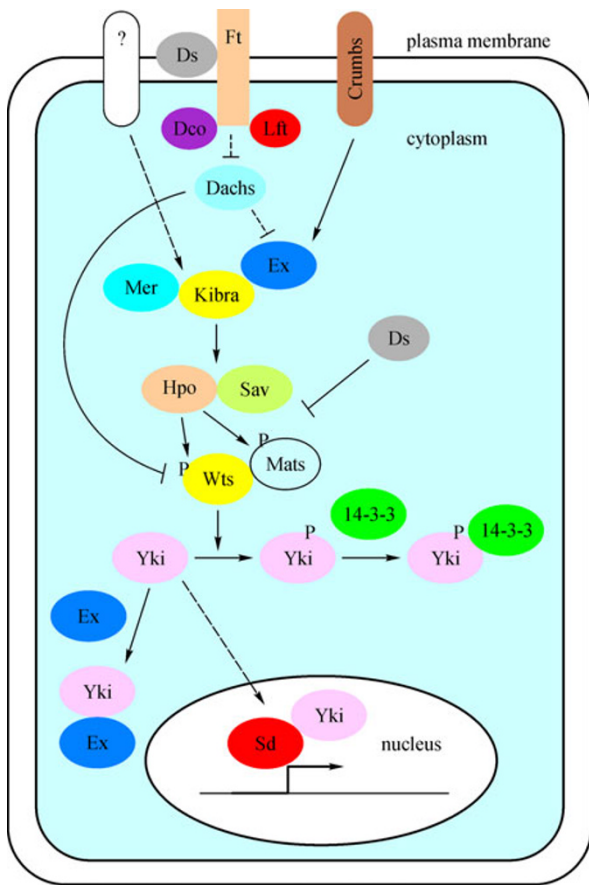 ?
Ds
Ft
Crumbs
plasma membrane
Dco
Lft
cytoplasm
Dachs
Ex
Mer
Kibra
Ds
Hpo
Sav
P
P
Mats
Wts
14-3-3
P
P
14-3-3
Yki
Yki
Yki
Ex
Yki
Yki
Sd
nucleus
Ex